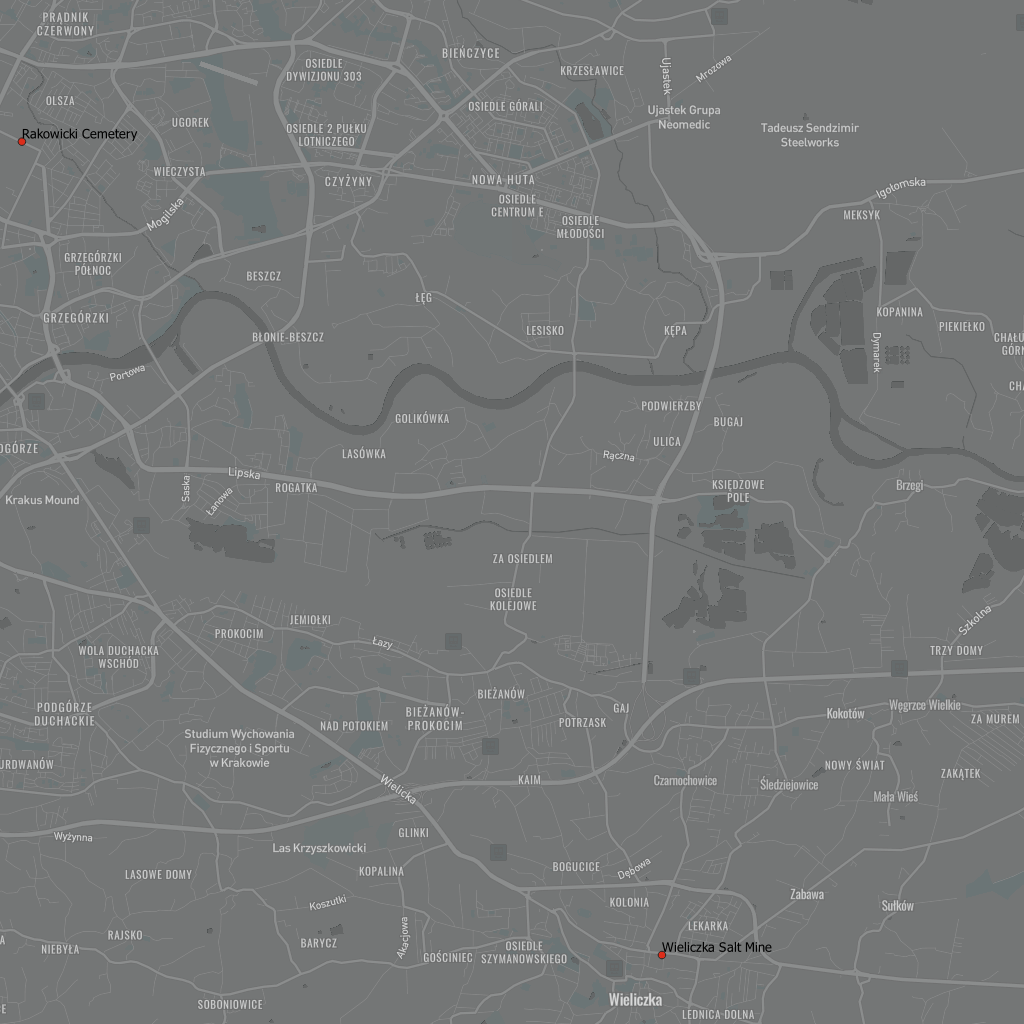 PRĄDNIK
CZERWONY
BIEŃCZYCE
OSIEDLE
DYWIZJONU 303
KRZESŁAWICE
Ujastek
Mrozowa
OLSZA
OSIEDLE GÓRALI
Ujastek Grupa
Neomedic
UGOREK
Rakowicki Cemetery
OSIEDLE 2 PUŁKU
LOTNICZEGO
Tadeusz Sendzimir
Steelworks
WIECZYSTA
CZYŻYNY
NOWA HUTA
Igołomska
OSIEDLE
CENTRUM E
Mogilska
MEKSYK
OSIEDLE
MŁODOŚCI
GRZEGÓRZKI
PÓŁNOC
BESZCZ
ŁĘG
KOPANINA
GRZEGÓRZKI
BŁONIE-BESZCZ
LESISKO
KĘPA
PIEKIEŁKO
CHAŁU
GÓRN
Dymarek
Portowa
CHA
PODWIERZBY
GOLIKÓWKA
BUGAJ
ULICA
DGÓRZE
LASÓWKA
Rączna
Lipska
ROGATKA
Saska
Łanowa
KSIĘDZOWE
POLE
Brzegi
Krakus Mound
ZA OSIEDLEM
OSIEDLE
KOLEJOWE
JEMIOŁKI
Szkolna
PROKOCIM
Łazy
WOLA DUCHACKA
WSCHÓD
TRZY DOMY
BIEŻANÓW
PODGÓRZE
DUCHACKIE
BIEŻANÓW-
PROKOCIM
GAJ
Kokotów
Węgrzce Wielkie
NAD POTOKIEM
POTRZASK
ZA MUREM
Studium Wychowania
Fizycznego i Sportu
w Krakowie
URDWANÓW
NOWY ŚWIAT
ZAKĄTEK
KAIM
Czarnochowice
Śledziejowice
Wielicka
Mała Wieś
Wyżynna
GLINKI
Las Krzyszkowicki
KOPALINA
BOGUCICE
Dębowa
LASOWE DOMY
Zabawa
KOLONIA
Koszutki
Sułków
LEKARKA
Akacjowa
RAJSKO
A
NIEBYŁA
BARYCZ
OSIEDLE
SZYMANOWSKIEGO
GOŚCINIEC
Wieliczka Salt Mine
Wieliczka
SOBONIOWICE
E
LEDNICA DOLNA